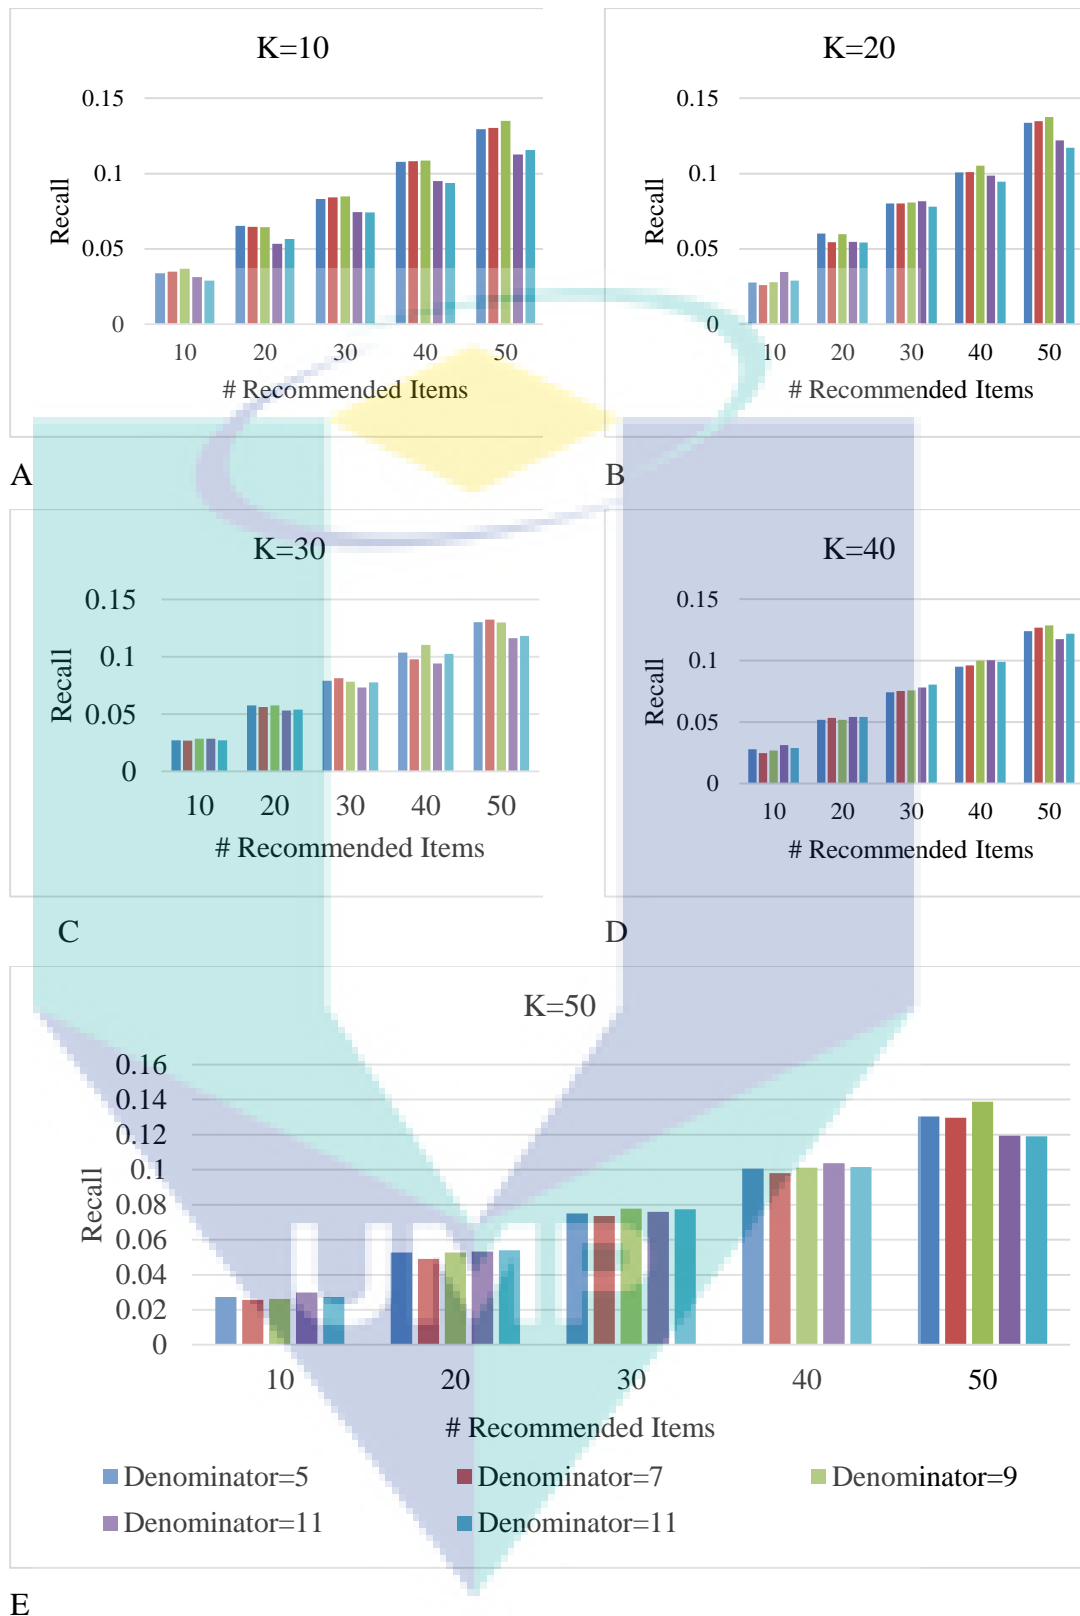 K=10
0.15
0.1
0.05
0
Recall
10 20 30 40 50
# Recommended Items
A
K=20
0.15
0.1
0.05
0
Recall
10 20 30 40 50
# Recommended Items
B
K=30
0.15
0.1
0.05
0
Recall
10 20 30 40 50
# Recommended Items
C
K=40
0.15
0.1
0.05
0
Recall
10 20 30 40 50
# Recommended Items
D
K=50
0.16
0.14
0.12
0.1
0.08
0.06
0.04
0.02
0
Recall
10 20 30 40 50
# Recommended Items
UMP
Denominator=5 Denominator=7 Denominator=9
Denominator=11 Denominator=11
E